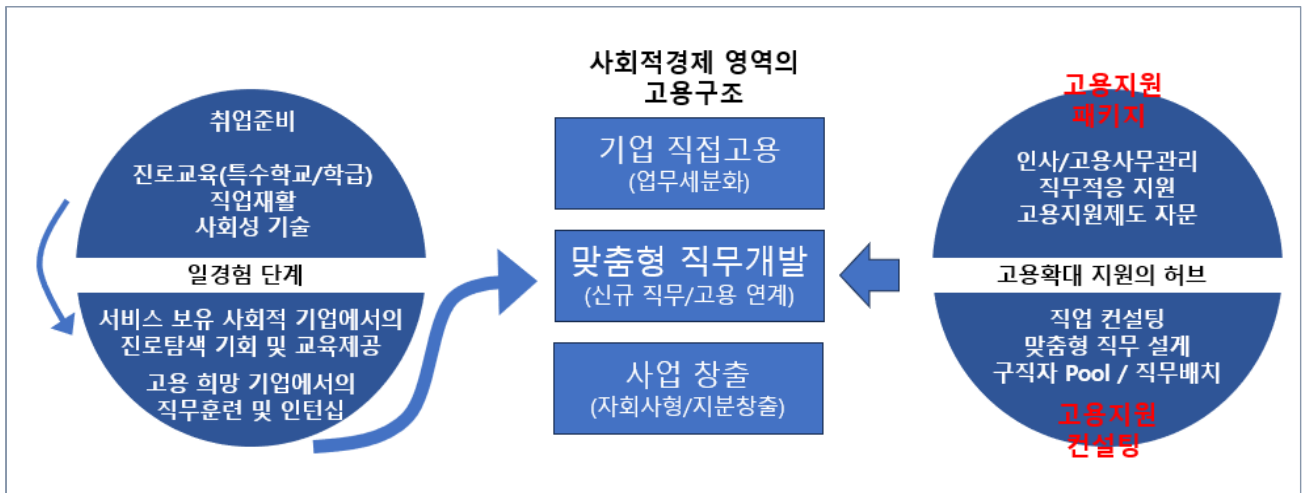 취업준비
진로교육(특수학교/학급)
직업재활
사회성 기술
일경험 단계
서비스 보유 사회적 기업에서의
진로탐색 기회 및 교육제공
고용 희망 기업에서의
직무훈련 및 인턴십
사회적경제 영역의
고용구조
기업 직접고용
(업무세분화)
맞춤형 직무개발
(신규 직무/고용 연계)
사업 창출
(자회사형/지분창출)
고용지원
패키지
인사/고용사무관리
직무적응 지원
고용지원제도 자문
고용확대 지원의 허브
직업 컨설팅
맞춤형 직무 설계
구직자 Pool / 직무배치
고용지원
컨설팅